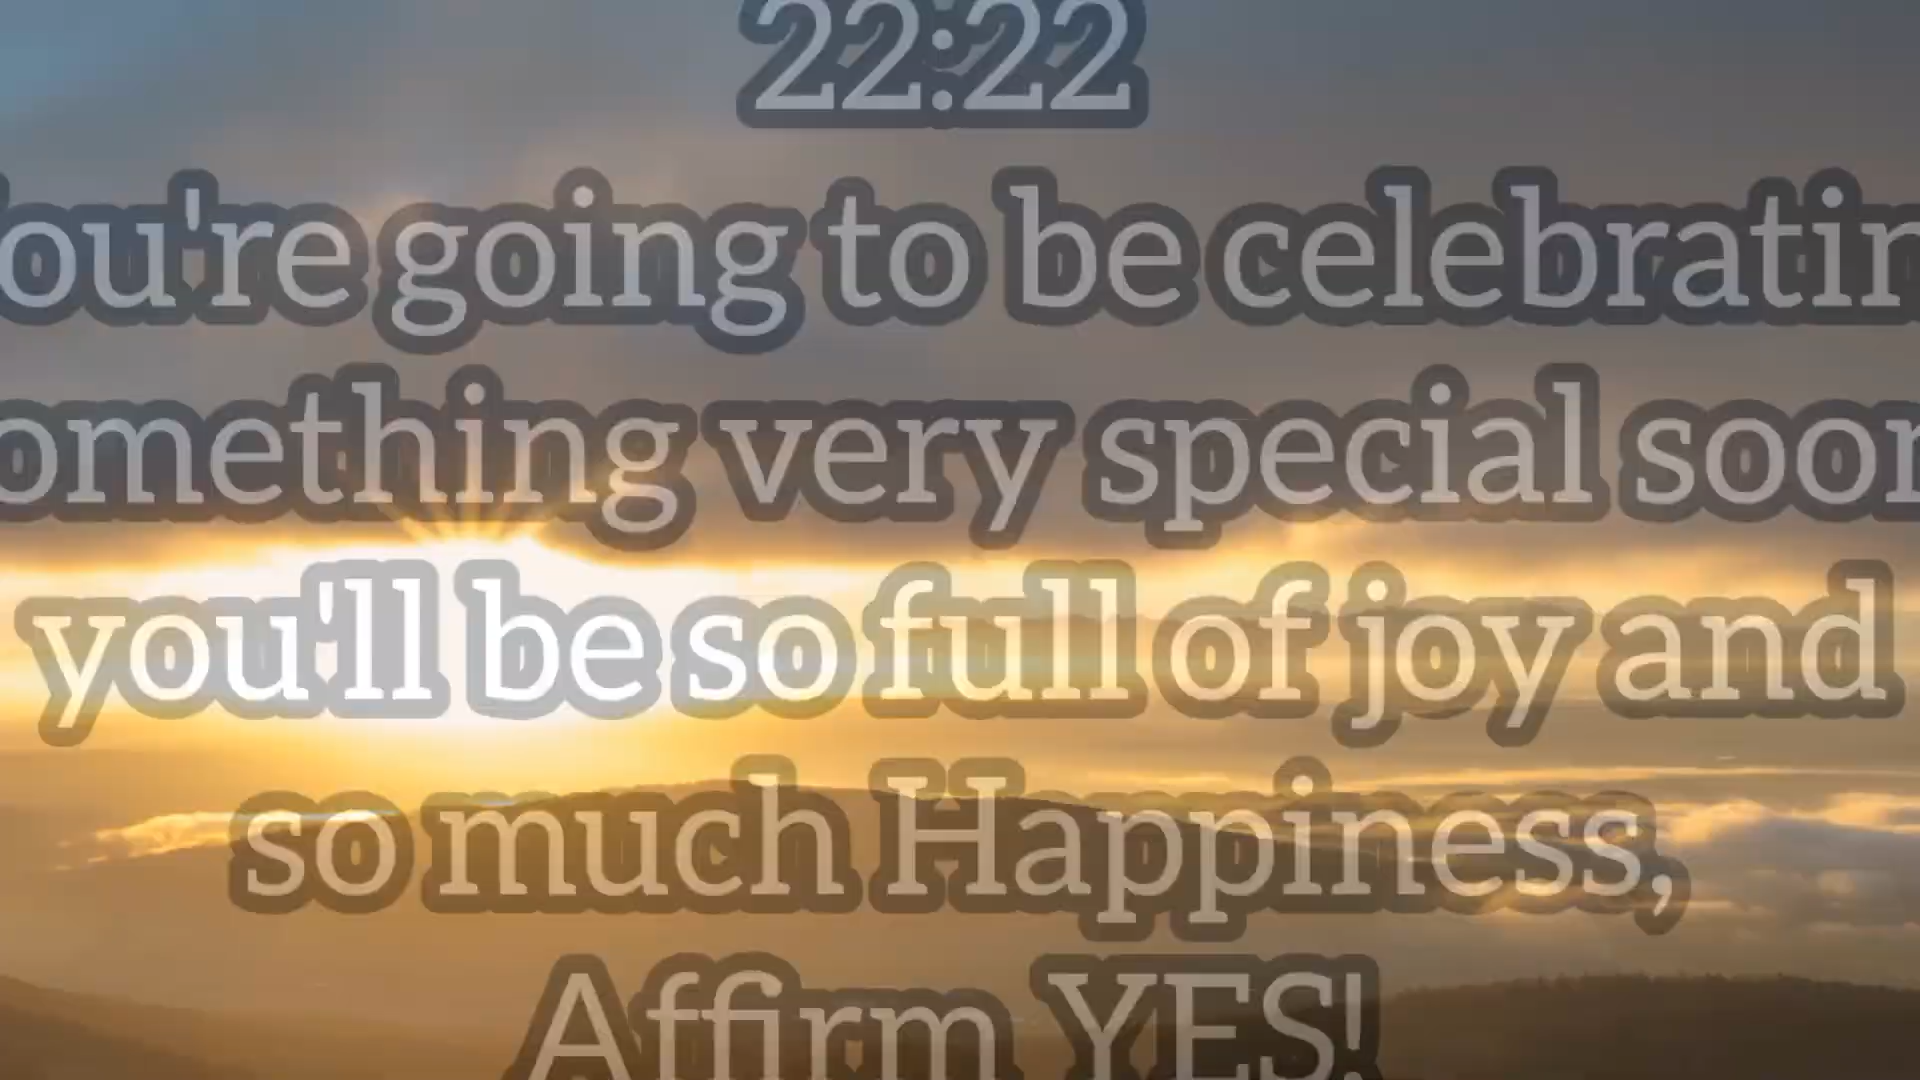 22:22
ou're going to be celebratin
omething very special soon
you'll be so full of joy and
so much Happiness,
Affirm YES!